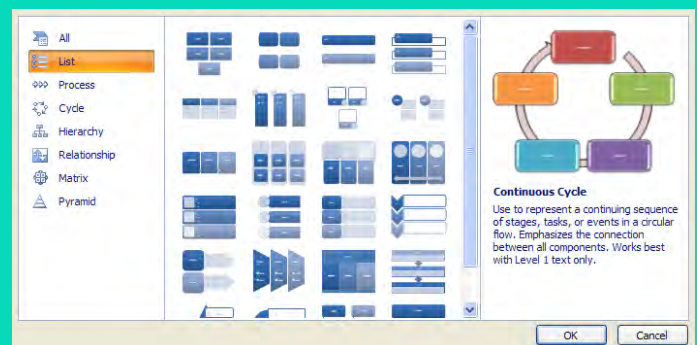 All
List
Process
Cycle
Hierarchy
Relationship
Matrix
Pyramid
Continuous Cycle
Use to represent a continuing sequence
of stages, tasks, or events in a circular
flow. Emphasizes the connection
between all components. Works best
with Level 1 text only.
OK
Cancel